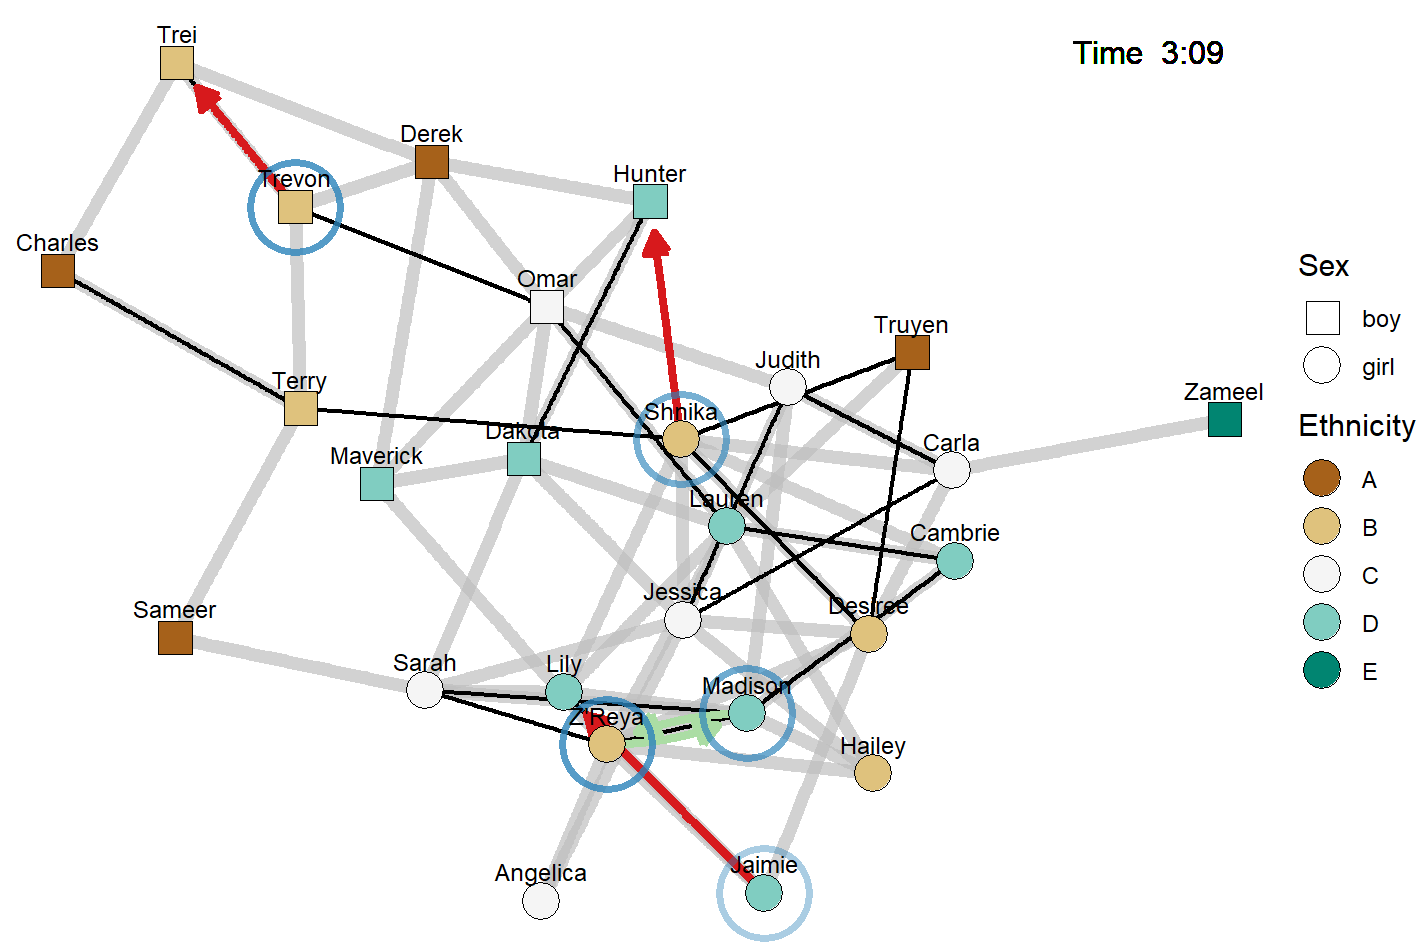 Trei
Time 3:09
Derek
Hunter
Trevon
Charles
Omar
Sex
boy
girl
Truyen
Judith
Terry
Shnika
Zameel
Dakota
Maverick
Carla
Ethnicity
A
B
C
D
E
Lauren
Cambrie
Jessica
Desiree
Sameer
Sarah
Lily
Madison
Z'Reya
Hailey
Angelica
Jaimie